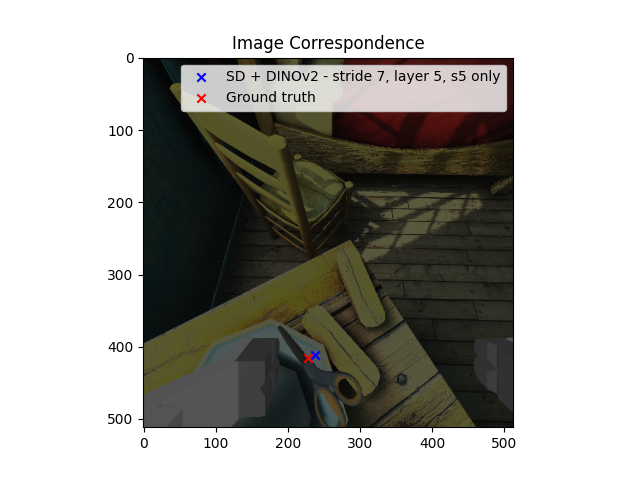 Image Correspondence
SD + DINOv2 - stride 7, layer 5, s5 only
Ground truth
0
100
200
300
400
500
0 100 200 300 400 500